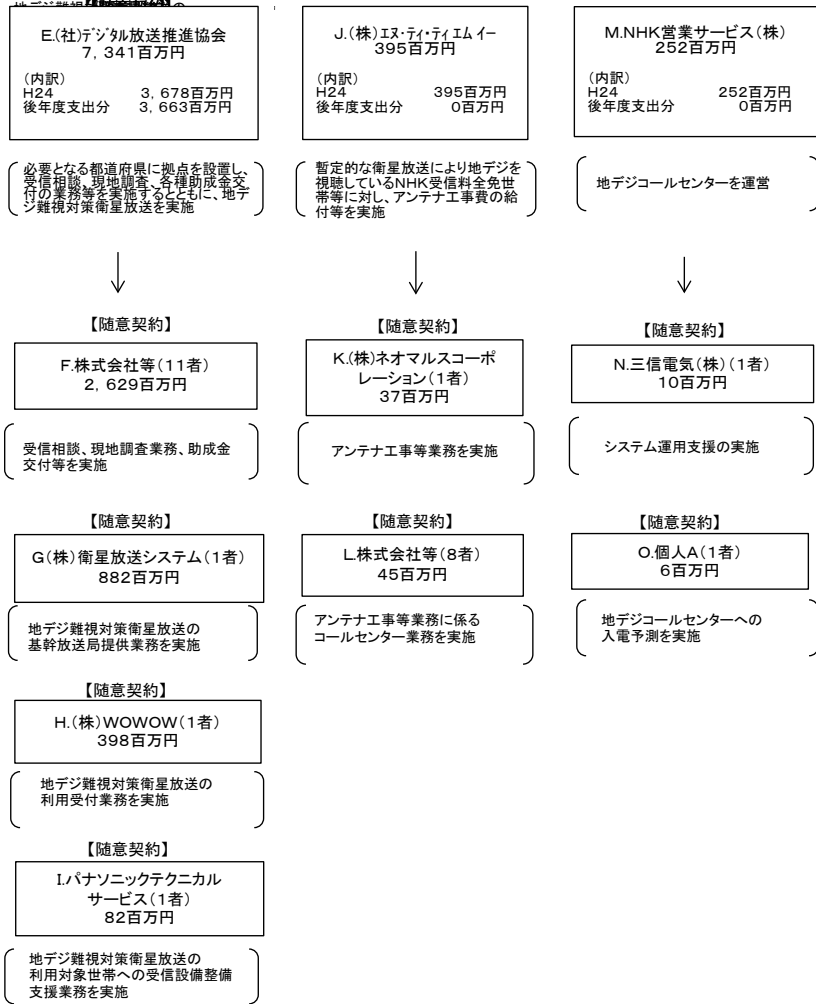 E.(社)デジタル放送推進協会
7,341百万円
(内訳)
H24 3,678百万円
後年度支出分 3,663百万円
必要となる都道府県に拠点を設置し、
受信相談、現地調査、各種助成金交
付の業務等を実施するとともに、地デ
ジ難視対策衛星放送を実施
【随意契約】
F.株式会社等(11者)
2,629百万円
受信相談、現地調査業務、助成金
交付等を実施
【随意契約】
G(株)衛星放送システム(1者)
882百万円
地デジ難視対策衛星放送の
基幹放送局提供業務を実施
【随意契約】
H.(株)WOWOW(1者)
398百万円
地デジ難視対策衛星放送の
利用受付業務を実施
【随意契約】
I.パナソニックテクニカル
サービス(1者)
82百万円
地デジ難視対策衛星放送の
利用対象世帯への受信設備整備
支援業務を実施
J.(株)エヌ・ティ・ティ エム イー
395百万円
(内訳)
H24 395百万円
後年度支出分 0百万円
暫定的な衛星放送により地デジを
視聴しているNHK受信料全免世
帯等に対し、アンテナ工事費の給
付等を実施
【随意契約】
K.(株)ネオマルスコーポ
レーション(1者)
37百万円
アンテナ工事等業務を実施
【随意契約】
L.株式会社等(8者)
45百万円
アンテナ工事等業務に係る
コールセンター業務を実施
M.NHK営業サービス(株)
252百万円
(内訳)
H24 252百万円
後年度支出分 0百万円
地デジコールセンターを運営
【随意契約】
N.三信電気(株)(1者)
10百万円
システム運用支援の実施
【随意契約】
O.個人A(1者)
6百万円
地デジコールセンターへの
入電予測を実施